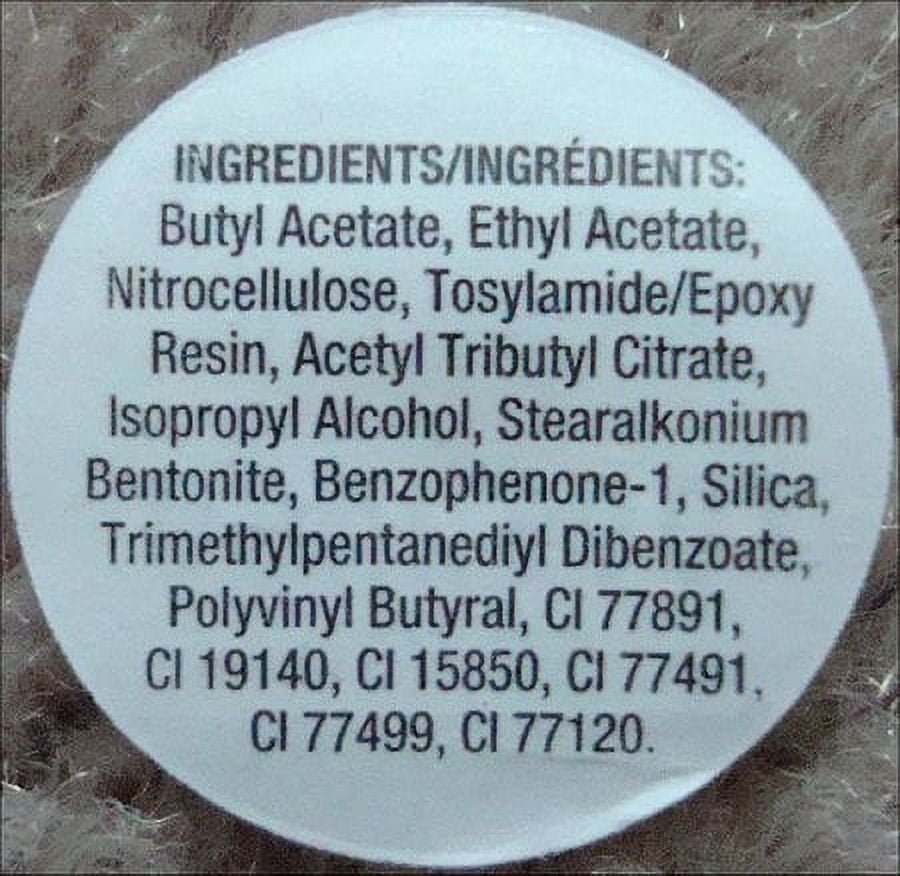 INGREDIENTS/INGRÉDIENTS:
Butyl Acetate, Ethyl Acetate,
Nitrocellulose, Tosylamide/Epoxy
Resin, Acetyl Tributyl Citrate,
Isopropyl Alcohol, Stearalkonium
Bentonite, Benzophenone-1, Silica,
Trimethylpentanediyl Dibenzoate,
Polyvinyl Butyral, CI 77891,
CI 19140, CI 15850, CI 77491,
CI 77499, CI 77120.